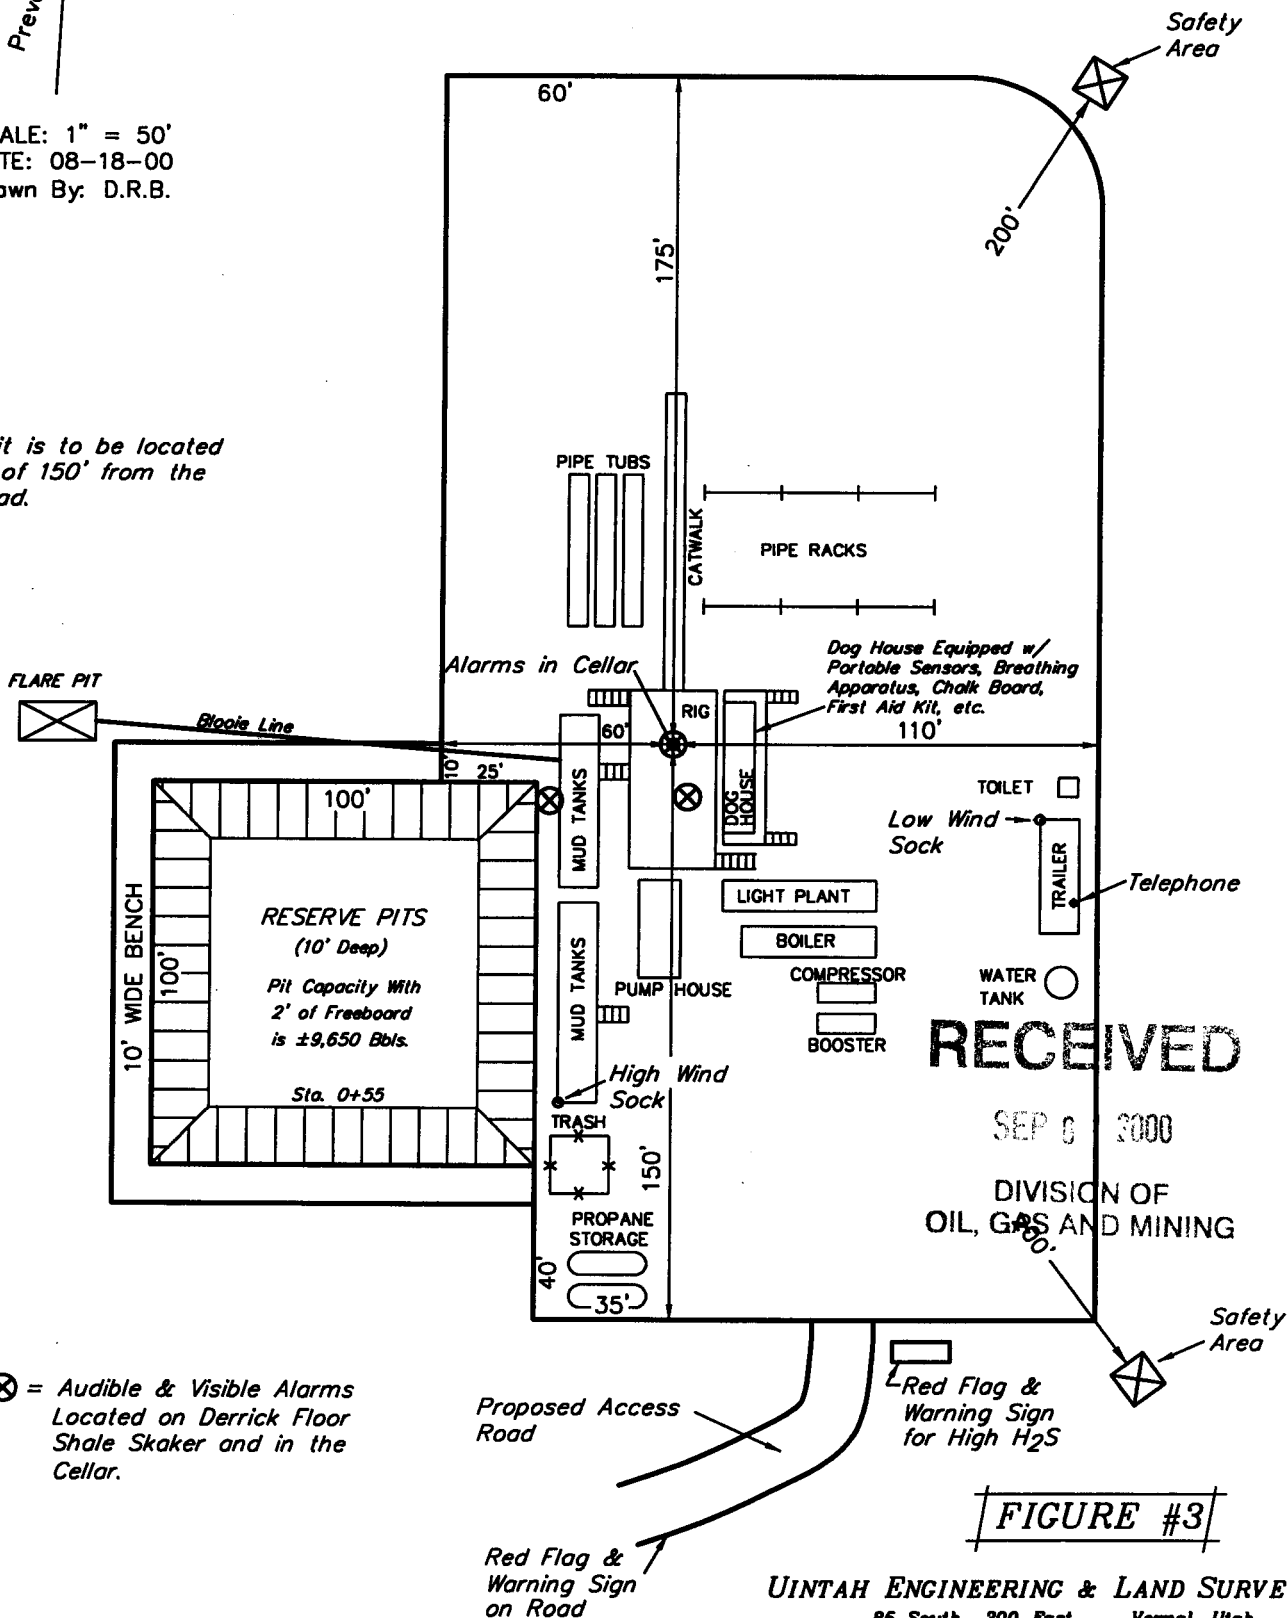 Safety
Area
60'
ALE: 1" = 50'
TE: 08-18-00
awn By: D.R.B.
200'
175'
it is to be located
of 150' from the
ad.
PIPE TUBS
CATWALK
PIPE RACKS
Alarms in Cellar
Dog House Equipped w/
Portable Sensors, Breathing
Apparatus, Chalk Board,
First Aid Kit, etc.
FLARE PIT
Blooie Line
RIG
60'
110'
10'
25'
100'
MUD TANKS
DOG
HOUSE
TOILET
Low Wind
Sock
TRAILER
Telephone
LIGHT PLANT
BOILER
10' WIDE BENCH
100'
RESERVE PITS
(10' Deep)
Pit Capacity With
2' of Freeboard
is ±9,650 Bbls.
Sta. 0+55
MUD TANKS
PUMP HOUSE
COMPRESSOR
BOOSTER
WATER
TANK
RECEIVED
SEP 0 2000
DIVISION OF
OIL, GAS AND MINING
High Wind
Sock
TRASH
150'
PROPANE
STORAGE
40'
35'
Safety
Area
= Audible & Visible Alarms
Located on Derrick Floor
Shale Skaker and in the
Cellar.
Proposed Access
Road
Red Flag &
Warning Sign
for High H2S
FIGURE #3
Red Flag &
Warning Sign
on Road
UINTAH ENGINEERING & LAND SURVE
85 South 200 East Vernal, Utah